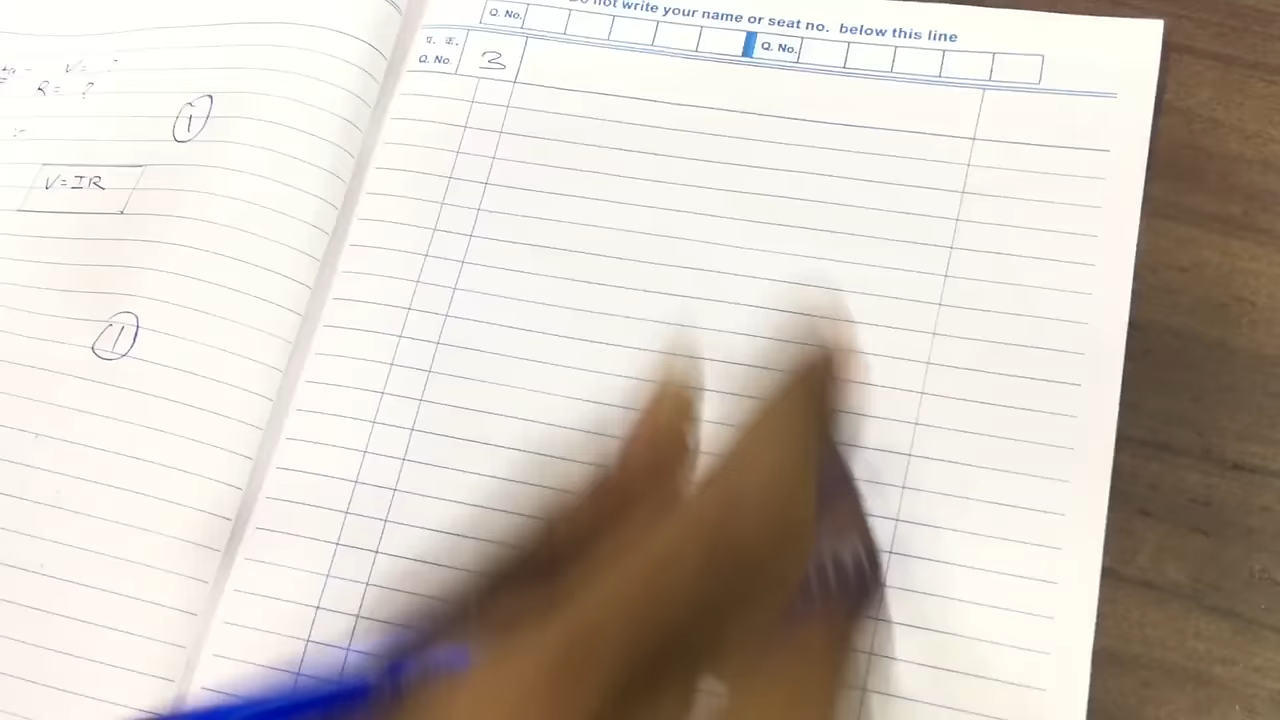 V= ?
R= ?
1
V=IR
1
not write your name or seat no. below this line
Q. No.
Q. No.
प्र. क्र.
Q. No.
3